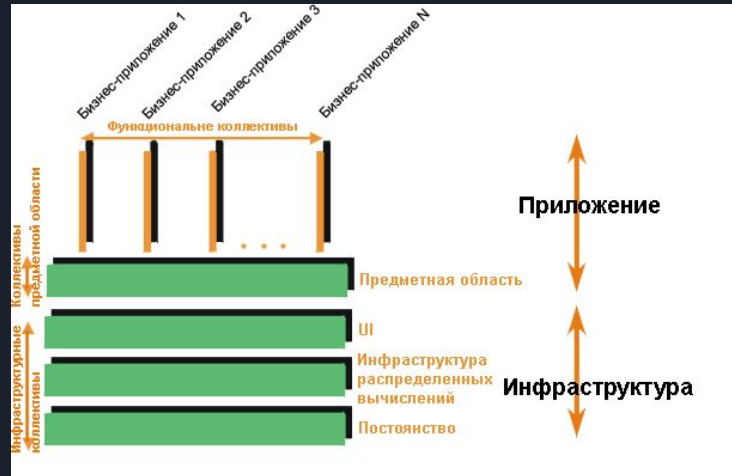 Бизнес-приложение 1
Бизнес-приложение 2
Бизнес-приложение 3
Бизнес-приложение N
Функциональне коллективы
Приложение
Коллективы
предметной области
Предметная область
UI
Инфраструктура
распределенных
вычислений
Инфраструктура
Инфраструктурные
коллективы
Постоянство